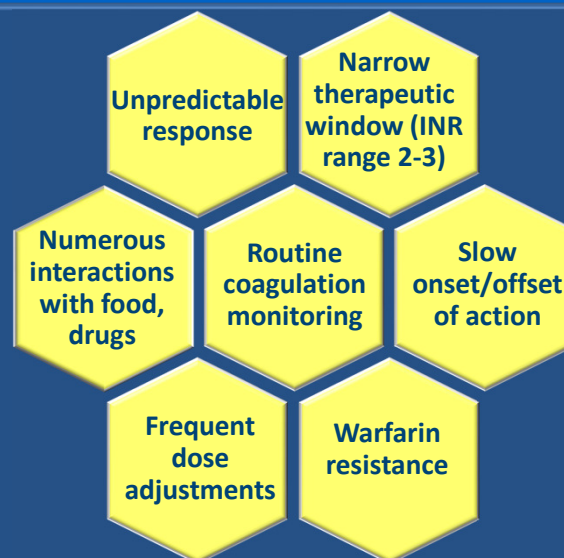 Unpredictable
response
Narrow
therapeutic
window (INR
range 2-3)
Numerous
interactions
with food,
drugs
Routine
coagulation
monitoring
Slow
onset/offset
of action
Frequent
dose
adjustments
Warfarin
resistance